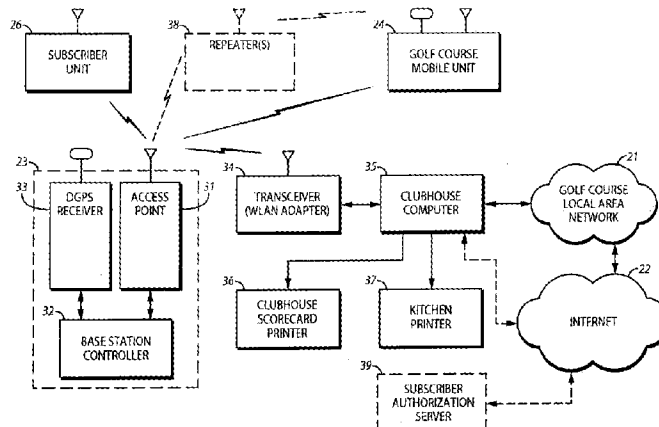 26
SUBSCRIBER
UNIT
38
REPEATER(S)
24
GOLF COURSE
MOBILE UNIT
23
33
DGPS
RECEIVER
ACCESS
POINT
31
32
BASE STATION
CONTROLLER
34
TRANSCEIVER
(WLAN ADAPTER)
35
CLUBHOUSE
COMPUTER
21
GOLF COURSE
LOCAL AREA
NETWORK
36
CLUBHOUSE
SCORECARD
PRINTER
37
KITCHEN
PRINTER
22
INTERNET
39
SUBSCRIBER
AUTHORIZATION
SERVER